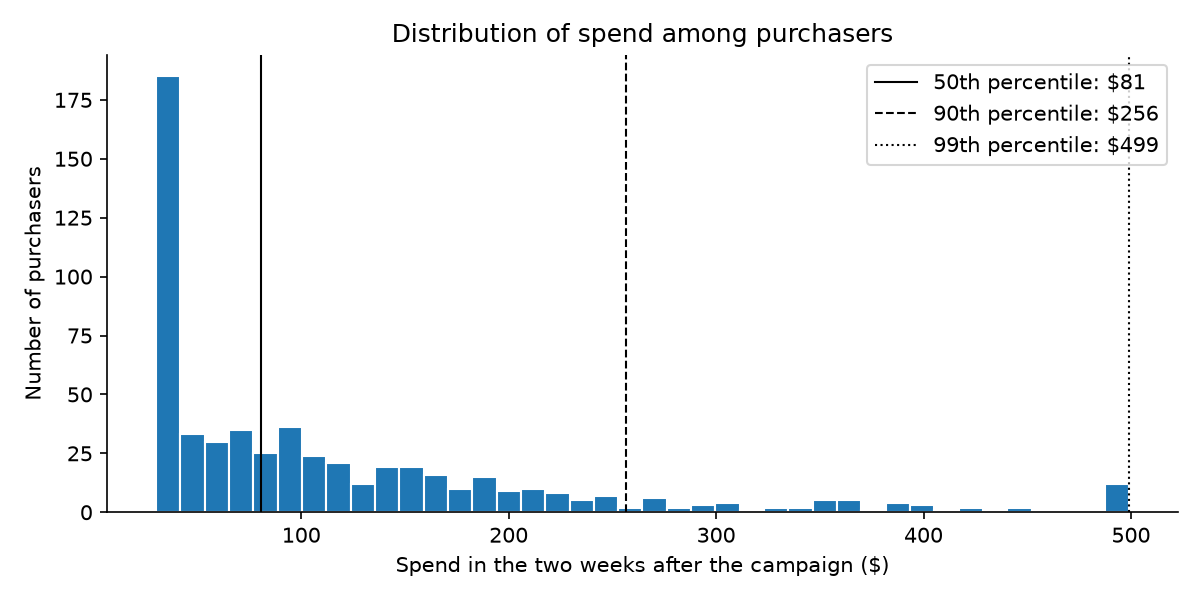 Distribution of spend among purchasers
50th percentile: $81
90th percentile: $256
99th percentile: $499
Number of purchasers
175
150
125
100
75
50
25
0
100
200
300
400
500
Spend in the two weeks after the campaign ($)